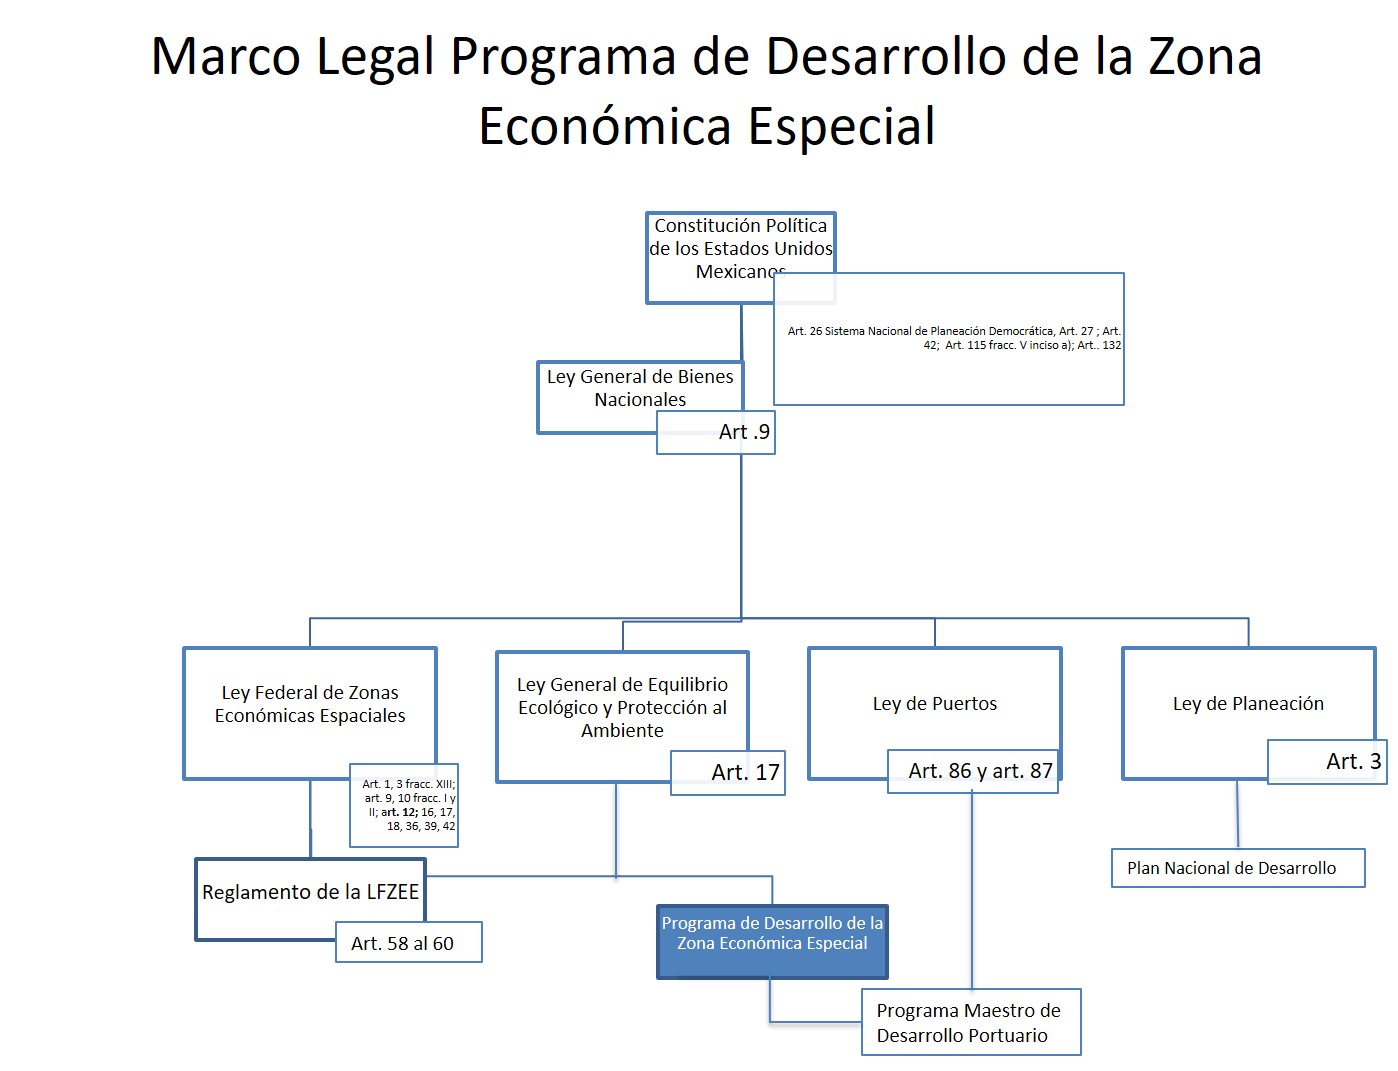 Marco Legal Programa de Desarrollo de la Zona
Económica Especial
Constitución Política
de los Estados Unidos
Mexicanos
Art. 26 Sistema Nacional de Planeación Democrática, Art. 27 ; Art.
42;  Art. 115 fracc. V inciso a); Art.. 132
Ley General de Bienes
Nacionales
Art .9
Ley Federal de Zonas
Económicas Espaciales
Art. 1, 3 fracc. XIII;
art. 9, 10 fracc. I y
II; art. 12; 16, 17,
18, 36, 39, 42
Ley General de Equilibrio
Ecológico y Protección al
Ambiente
Art. 17
Ley de Puertos
Art. 86 y art. 87
Ley de Planeación
Art. 3
Reglamento de la LFZEE
Art. 58 al 60
Programa de Desarrollo de la
Zona Económica Especial
Plan Nacional de Desarrollo
Programa Maestro de
Desarrollo Portuario